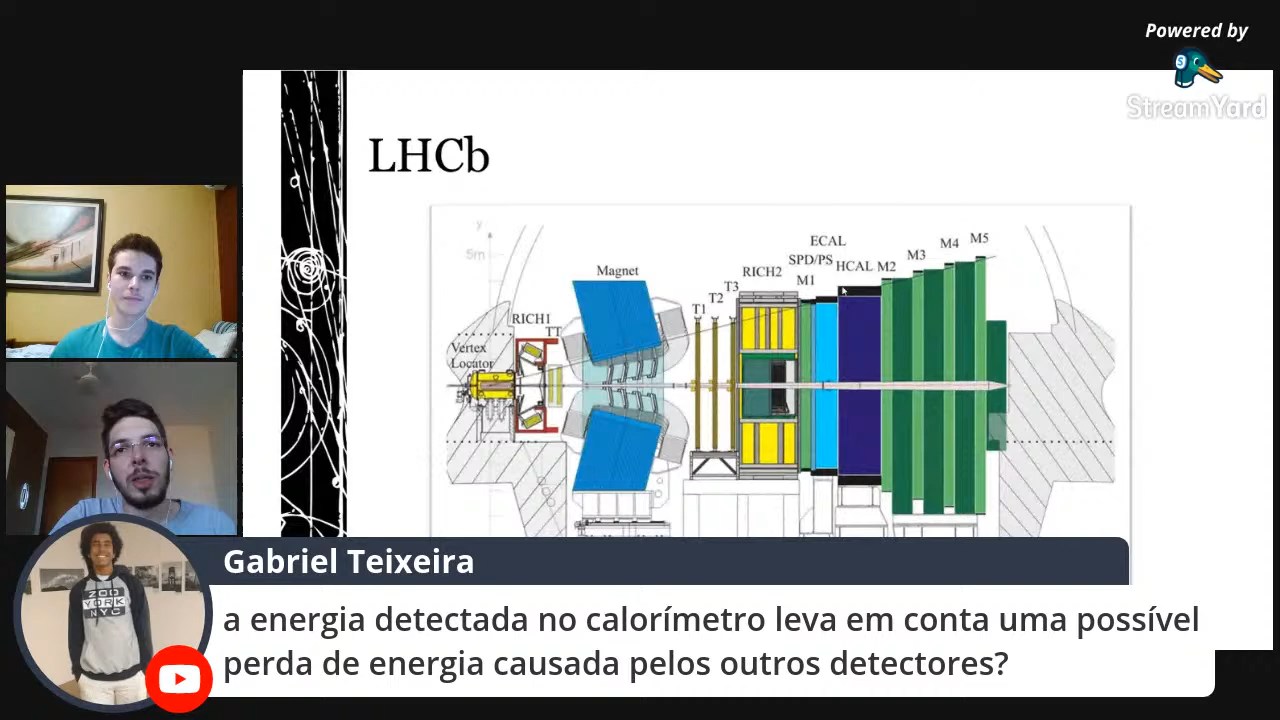 Powered by
StreamYard
LHCb
y
5m
Magnet
RICH1
TT
Vertex
Locator
T1
T2
T3
RICH2
M1
SPD/PS
ECAL
HCAL
M2
M3
M4
M5
ZOO
YORK
NYC
Gabriel Teixeira
a energia detectada no calorímetro leva em conta uma possível
perda de energia causada pelos outros detectores?